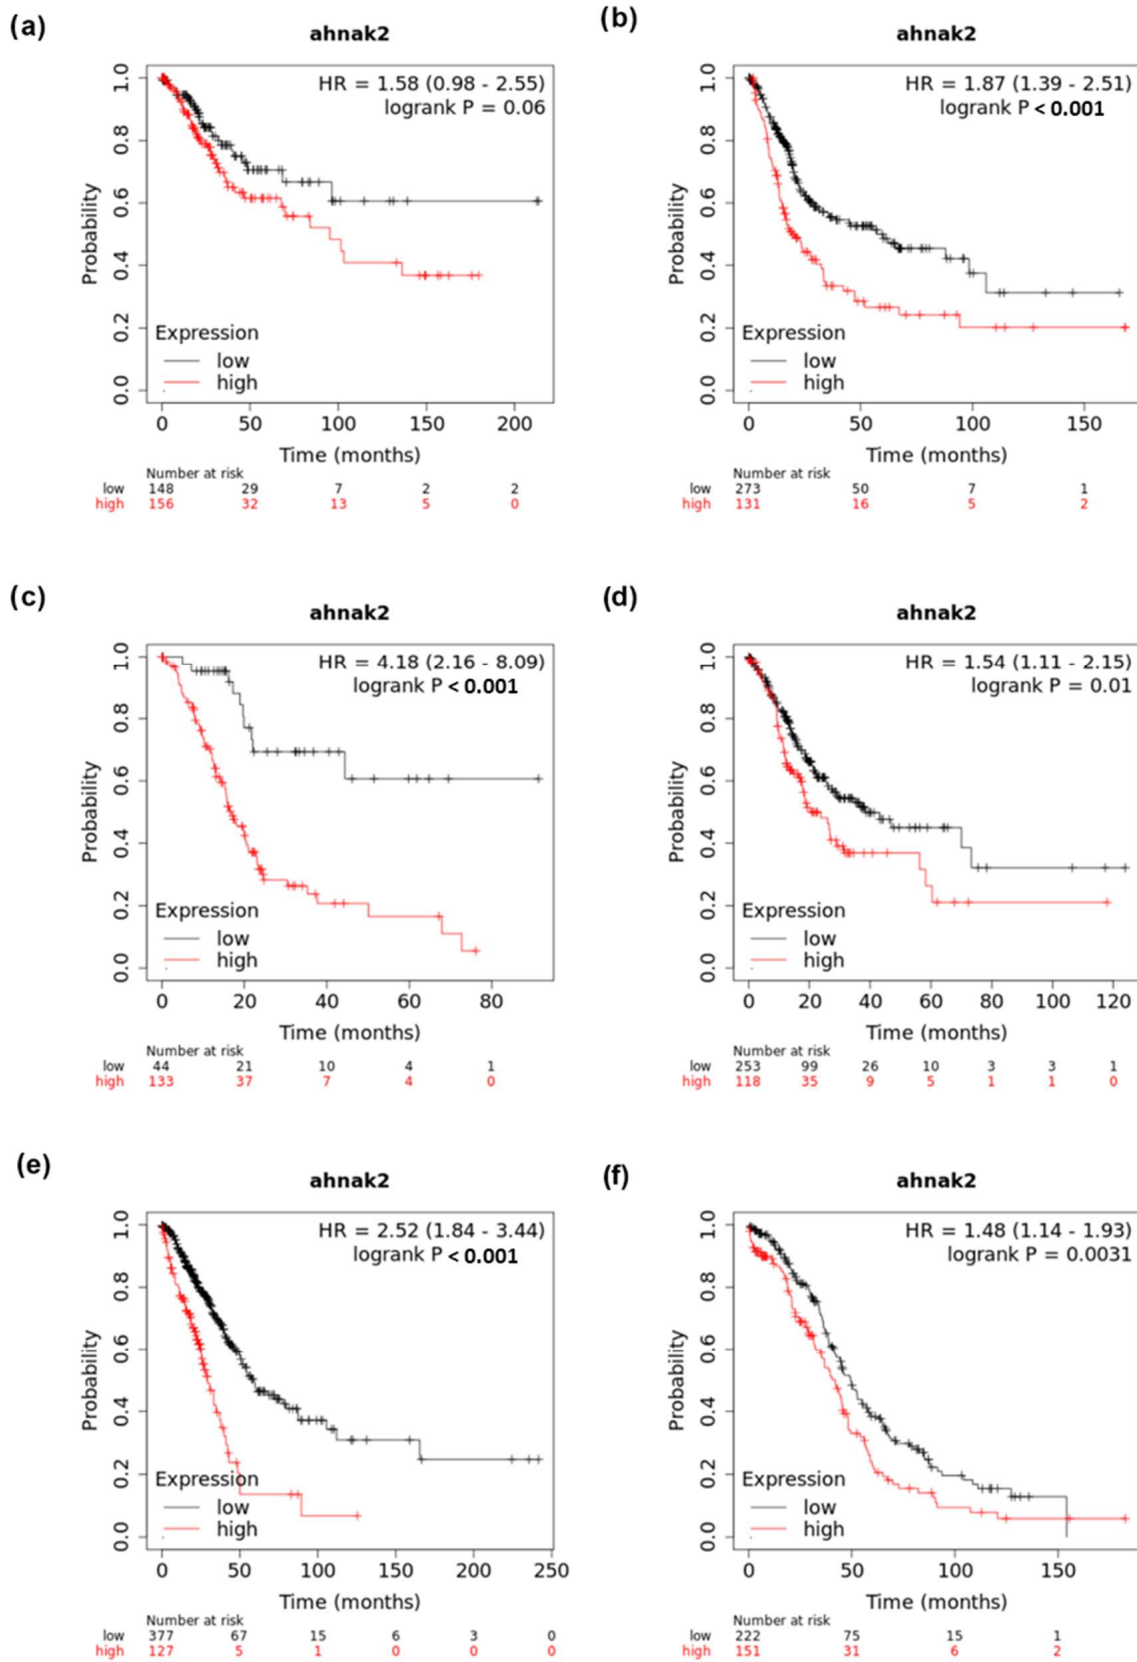 (a)
ahnak2
HR = 1.58 (0.98 - 2.55)
logrank P = 0.06
Probability
1.0
0.8
0.6
0.4
0.2
0.0
Expression
low
high
0 50 100 150 200
Time (months)
Number at risk
low 148 29 7 2 2
high 156 32 13 5 0
(b)
ahnak2
HR = 1.87 (1.39 - 2.51)
logrank P < 0.001
Probability
1.0
0.8
0.6
0.4
0.2
0.0
Expression
low
high
0 50 100 150
Time (months)
Number at risk
low 273 50 7 1
high 131 16 5 2
(c)
ahnak2
HR = 4.18 (2.16 - 8.09)
logrank P < 0.001
Probability
1.0
0.8
0.6
0.4
0.2
0.0
Expression
low
high
0 20 40 60 80
Time (months)
Number at risk
low 44 21 10 4 1
high 133 37 7 4 0
(d)
ahnak2
HR = 1.54 (1.11 - 2.15)
logrank P = 0.01
Probability
1.0
0.8
0.6
0.4
0.2
0.0
Expression
low
high
0 20 40 60 80 100 120
Time (months)
Number at risk
low 253 99 26 10 3 3 1
high 118 35 9 5 1 1 0
(e)
ahnak2
HR = 2.52 (1.84 - 3.44)
logrank P < 0.001
Probability
1.0
0.8
0.6
0.4
0.2
0.0
Expression
low
high
0 50 100 150 200 250
Time (months)
Number at risk
low 377 67 15 6 3 0
high 127 5 1 0 0 0
(f)
ahnak2
HR = 1.48 (1.14 - 1.93)
logrank P = 0.0031
Probability
1.0
0.8
0.6
0.4
0.2
0.0
Expression
low
high
0 50 100 150
Time (months)
Number at risk
low 222 75 15 1
high 151 31 6 2